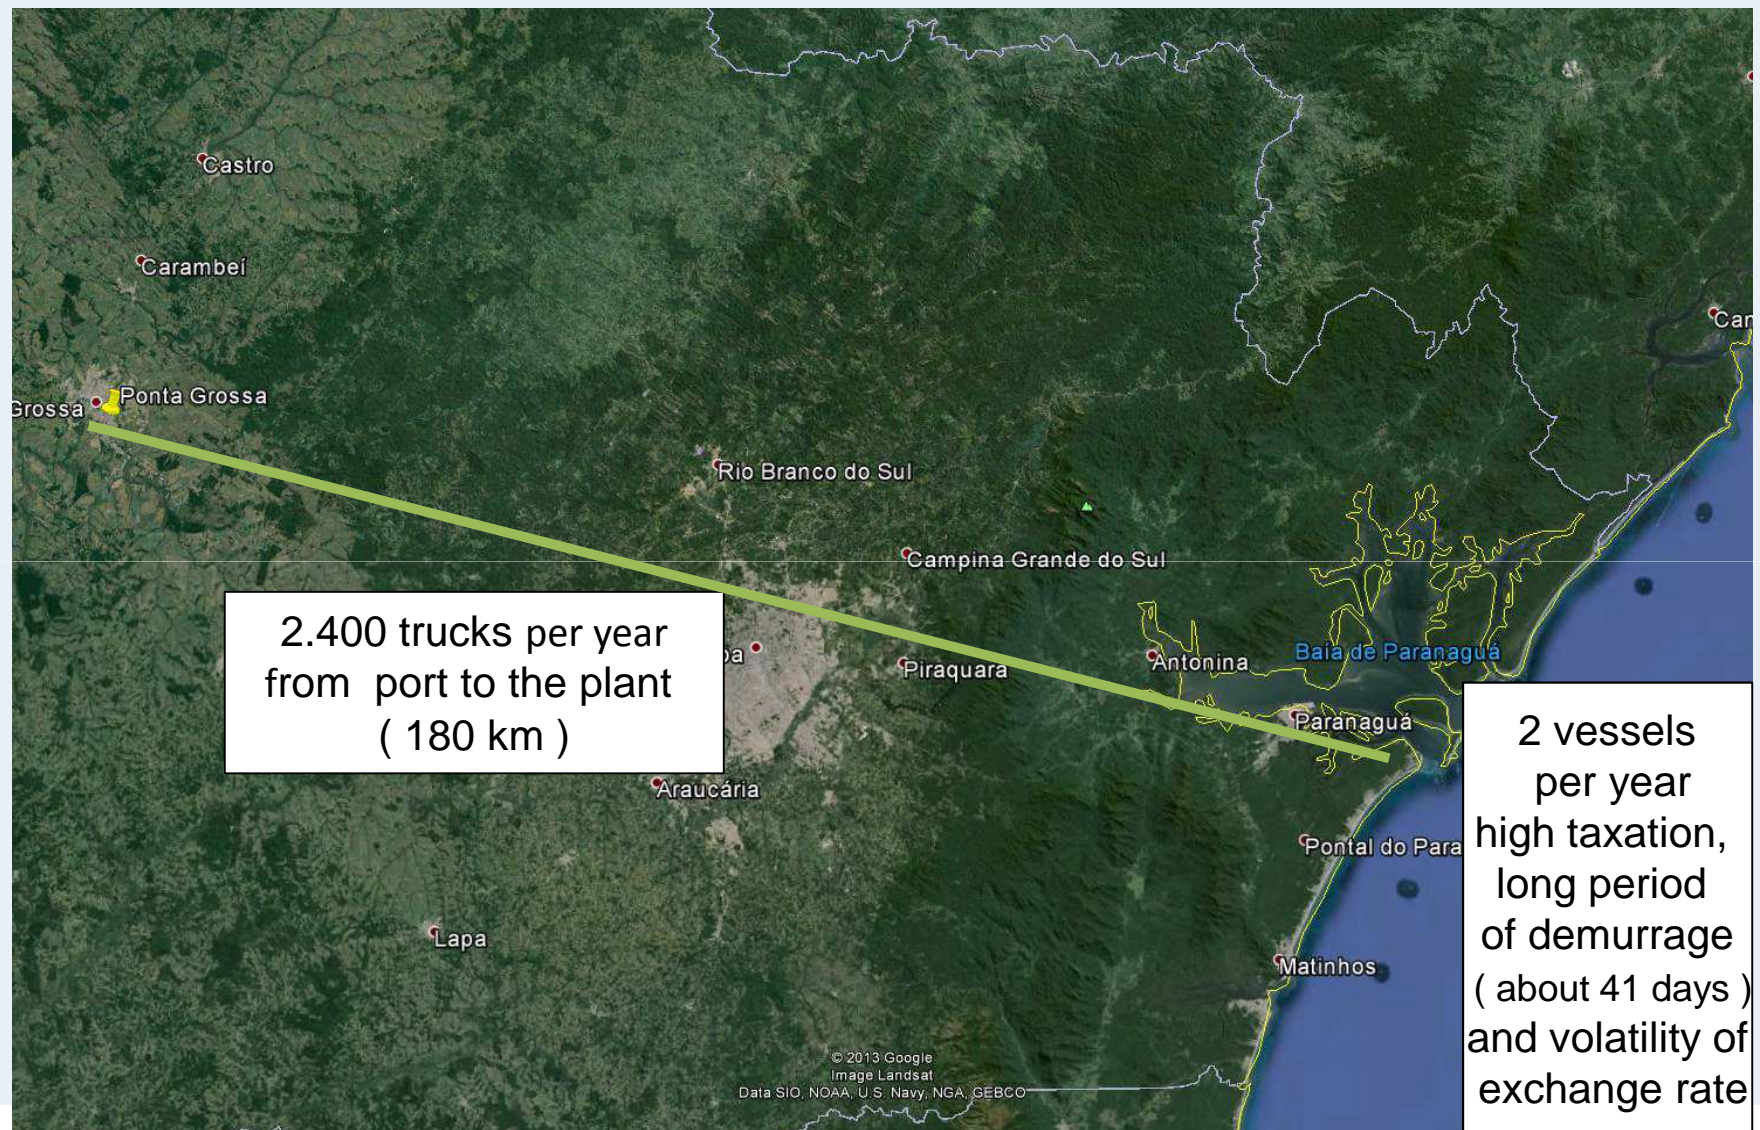 Castro
Carambeí
Grossa
Ponta Grossa
Rio Branco do Sul
Campina Grande do Sul
Can
2.400 trucks per year
from port to the plant
( 180 km )
ba
Piraquara
Antonina
Baia de Paranaguá
Paranaguá
Araucária
Pontal do Para
2 vessels
per year
high taxation,
long period
of demurrage
( about 41 days )
and volatility of
exchange rate
Lapa
Matinhos
© 2013 Google
Image Landsat
Data SIO, NOAA, U.S. Navy, NGA, GEBCO